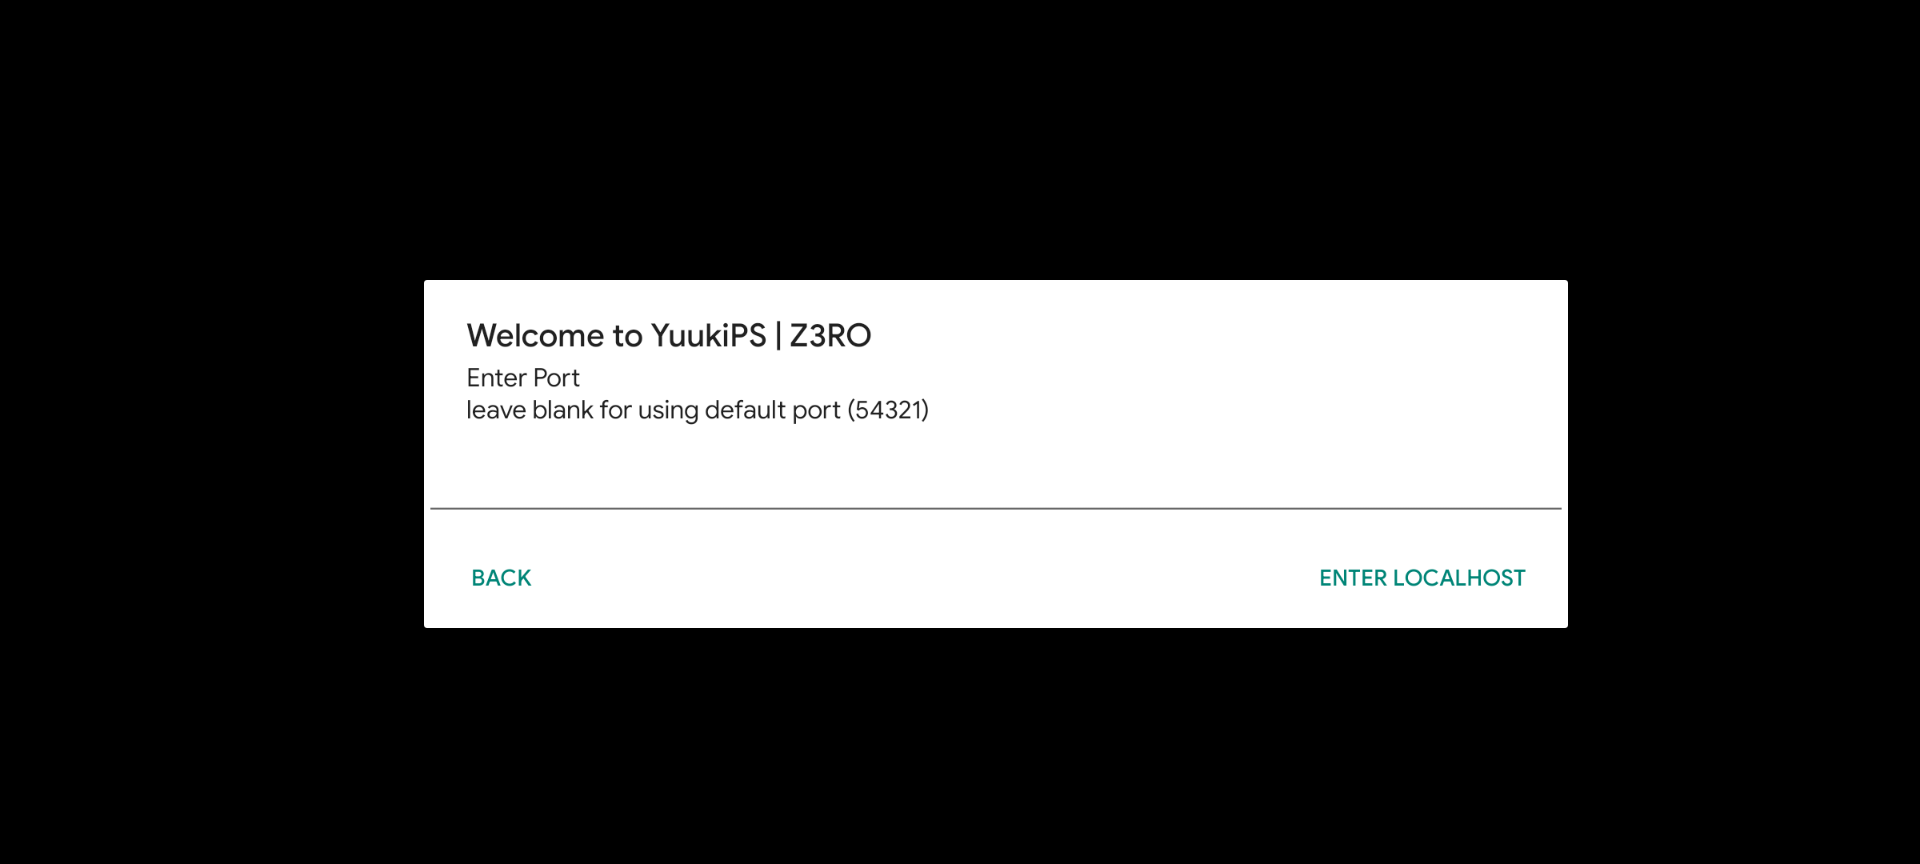 Welcome to YuukiPS | Z3RO
Enter Port
leave blank for using default port (54321)
BACK
ENTER LOCALHOST